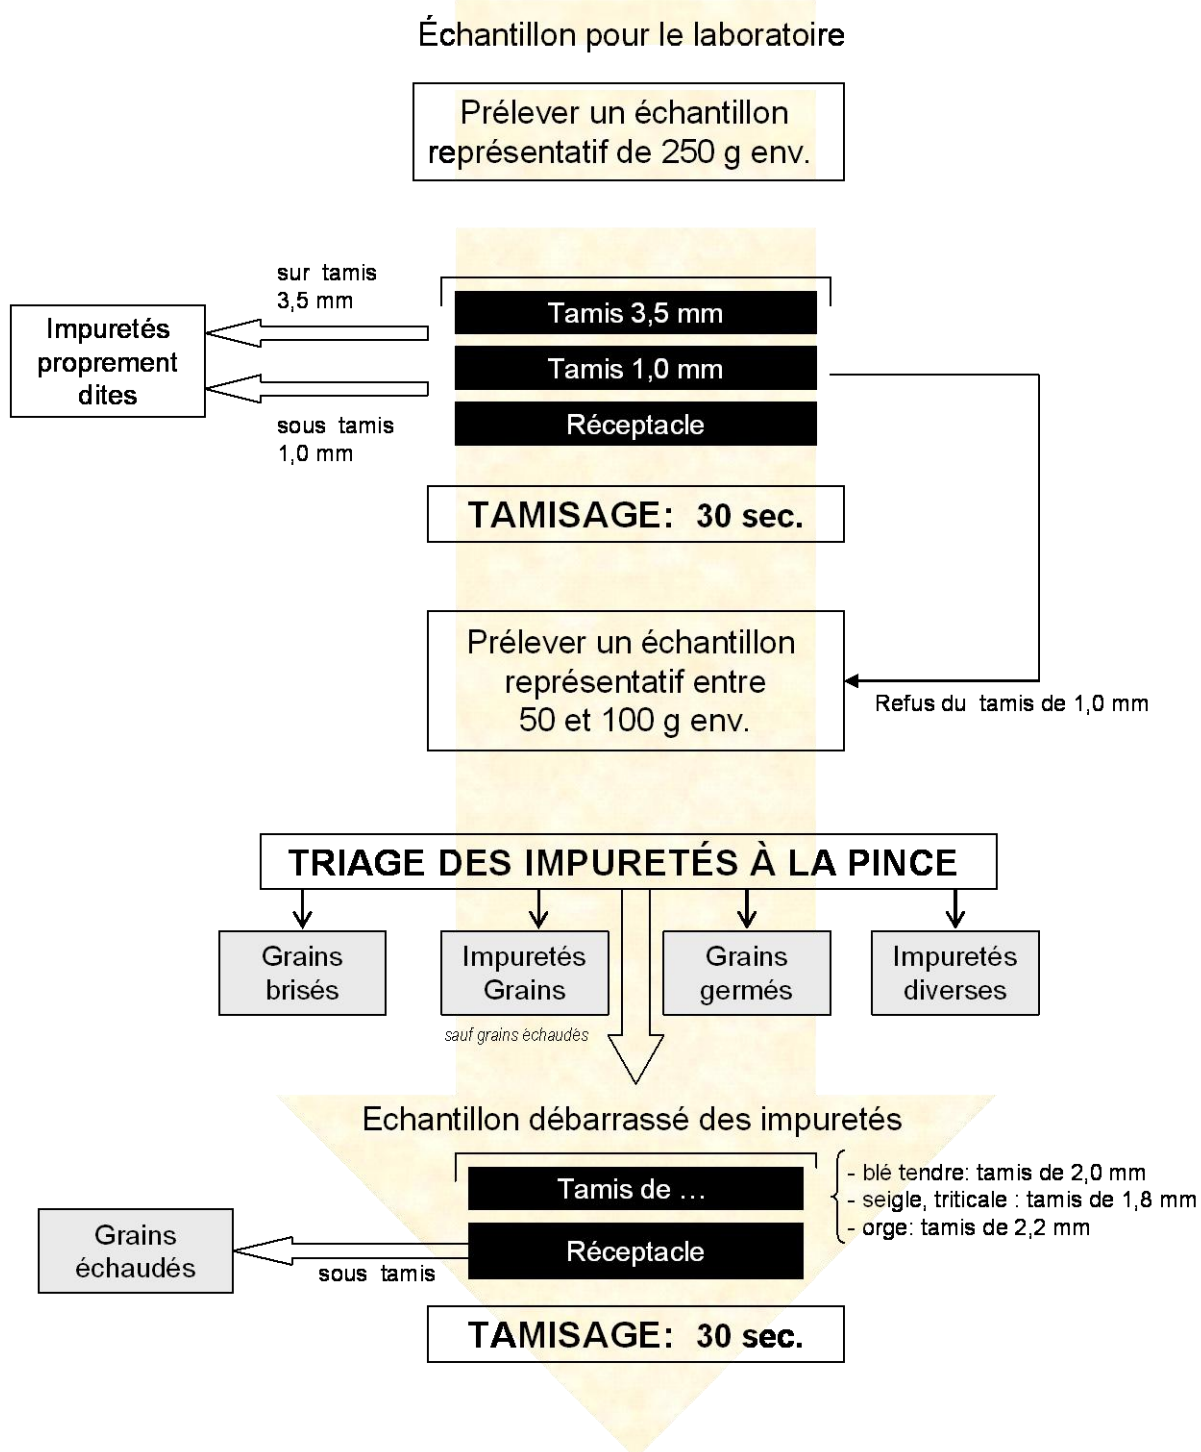 Échantillon pour le laboratoire
Prélever un échantillon
représentatif de 250 g env.
sur tamis
3,5 mm
Impuretés
proprement
dites
Tamis 3,5 mm
Tamis 1,0 mm
Réceptacle
sous tamis
1,0 mm
TAMISAGE: 30 sec.
Prélever un échantillon
représentatif entre
50 et 100 g env.
Refus du tamis de 1,0 mm
TRIAGE DES IMPURETÉS À LA PINCE
Grains
brisés
Impuretés
Grains
sauf grains échaudés
Grains
germés
Impuretés
diverses
Echantillon débarrassé des impuretés
Tamis de ...
- blé tendre: tamis de 2,0 mm
- seigle, triticale : tamis de 1,8 mm
- orge: tamis de 2,2 mm
Réceptacle
Grains
échaudés
sous tamis
TAMISAGE: 30 sec.